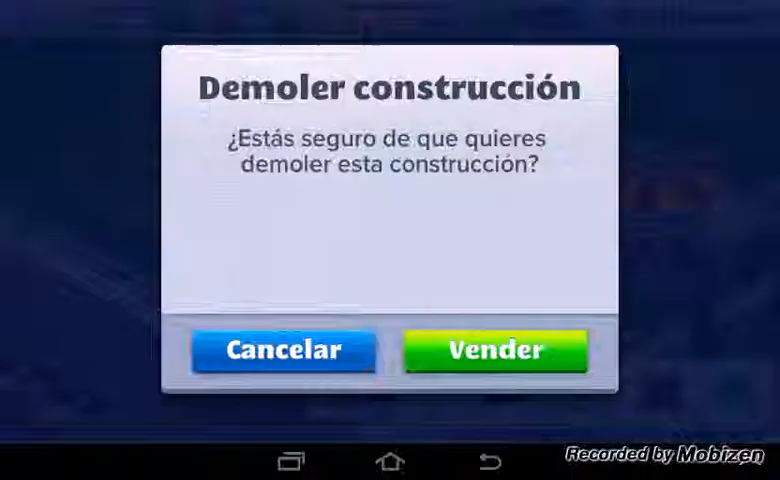 Demoler construcción
¿Estás seguro de que quieres
demoler esta construcción?
Cancelar
Vender
Recorded by Mobizen